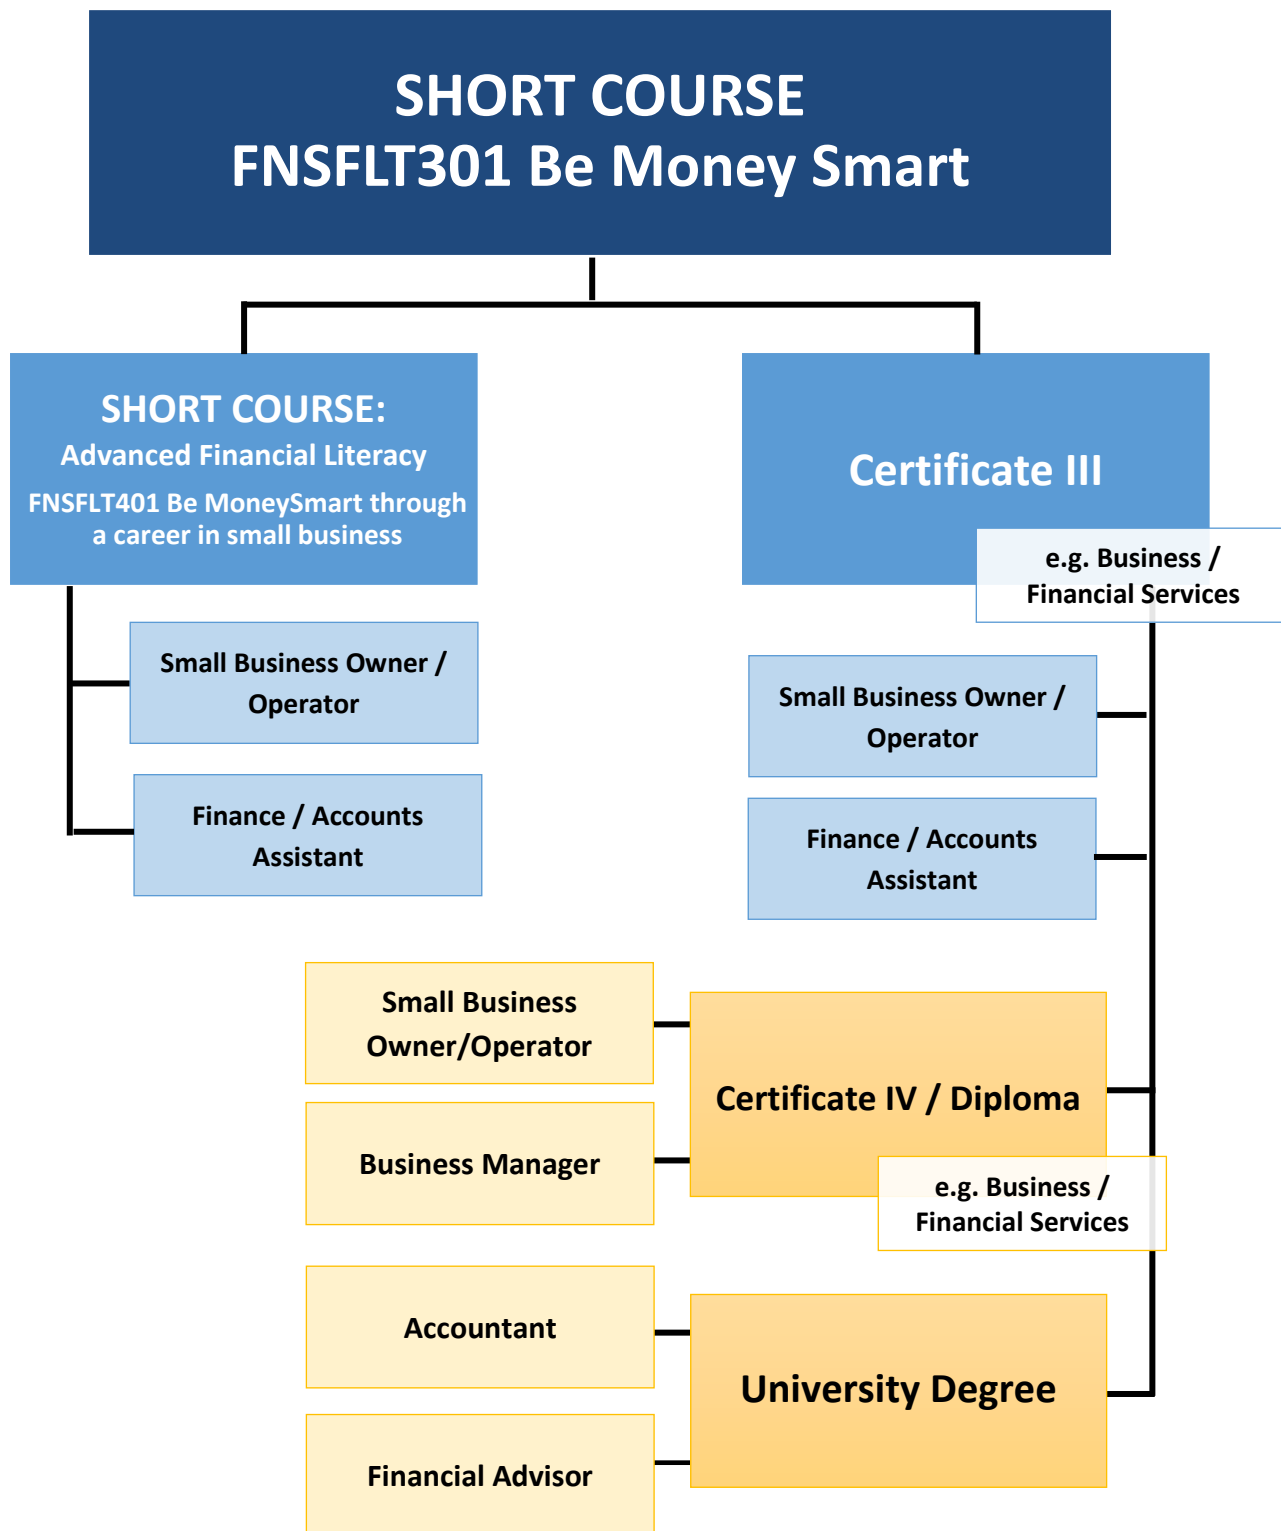 SHORT COURSE
FNSFLT301 Be Money Smart
SHORT COURSE:
Advanced Financial Literacy
FNSFLT401 Be MoneySmart through
a career in small business
Certificate III
e.g. Business /
Financial Services
Small Business Owner /
Operator
Finance / Accounts
Assistant
Small Business Owner /
Operator
Finance / Accounts
Assistant
Small Business
Owner/Operator
Business Manager
Certificate IV / Diploma
e.g. Business /
Financial Services
Accountant
Financial Advisor
University Degree